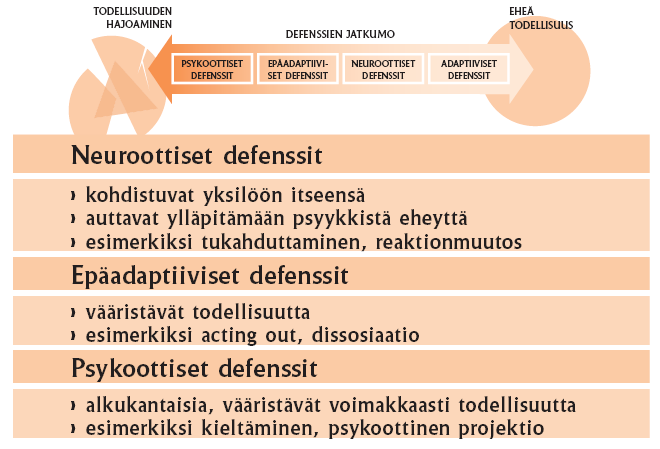 TODELLISUUDEN
HAJOAMINEN
DEFENSSIEN JATKUMO
EHEÄ
TODELLISUUS
PSYKOOTTISET
DEFENSSIT
EPÄADAPTIIVI-
SET DEFENSSIT
NEUROOTTISET
DEFENSSIT
ADAPTIIVISET
DEFENSSIT
Neuroottiset defenssit
› kohdistuvat yksilöön itseensä
› auttavat ylläpitämään psyykkistä eheyttä
› esimerkiksi tukahduttaminen, reaktionmuutos
Epäadaptiiviset defenssit
› vääristävät todellisuutta
› esimerkiksi acting out, dissosiaatio
Psykoottiset defenssit
› alkukantaisia, vääristävät voimakkaasti todellisuutta
› esimerkiksi kieltäminen, psykoottinen projektio